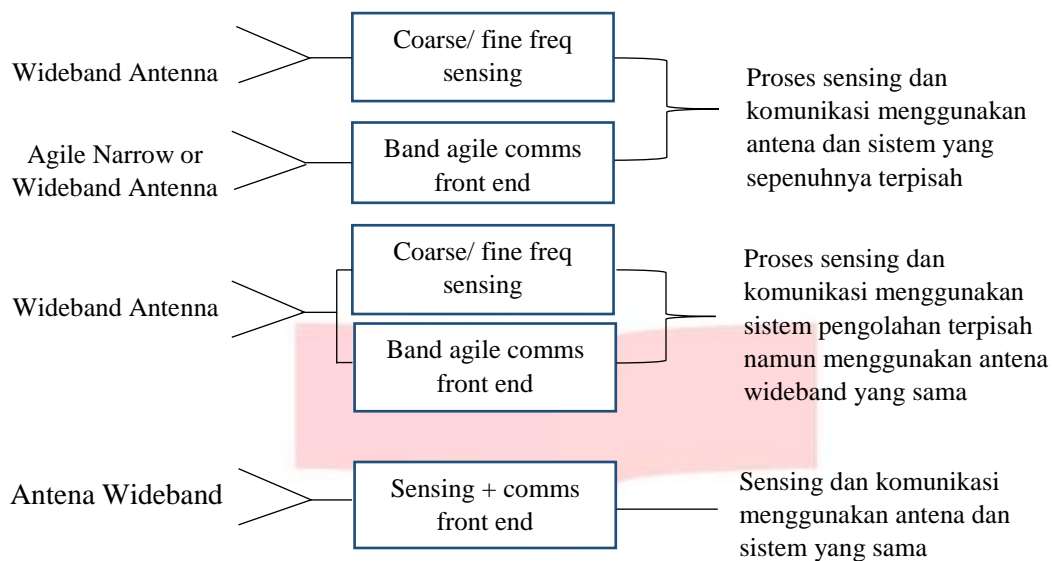 Wideband Antenna
Coarse/ fine freq
sensing
Agile Narrow or
Wideband Antenna
Band agile comms
front end
Proses sensing dan
komunikasi menggunakan
antena dan sistem yang
sepenuhnya terpisah
Wideband Antenna
Coarse/ fine freq
sensing
Band agile comms
front end
Proses sensing dan
komunikasi menggunakan
sistem pengolahan terpisah
namun menggunakan antena
wideband yang sama
Antena Wideband
Sensing + comms
front end
Sensing dan komunikasi
menggunakan antena dan
sistem yang sama